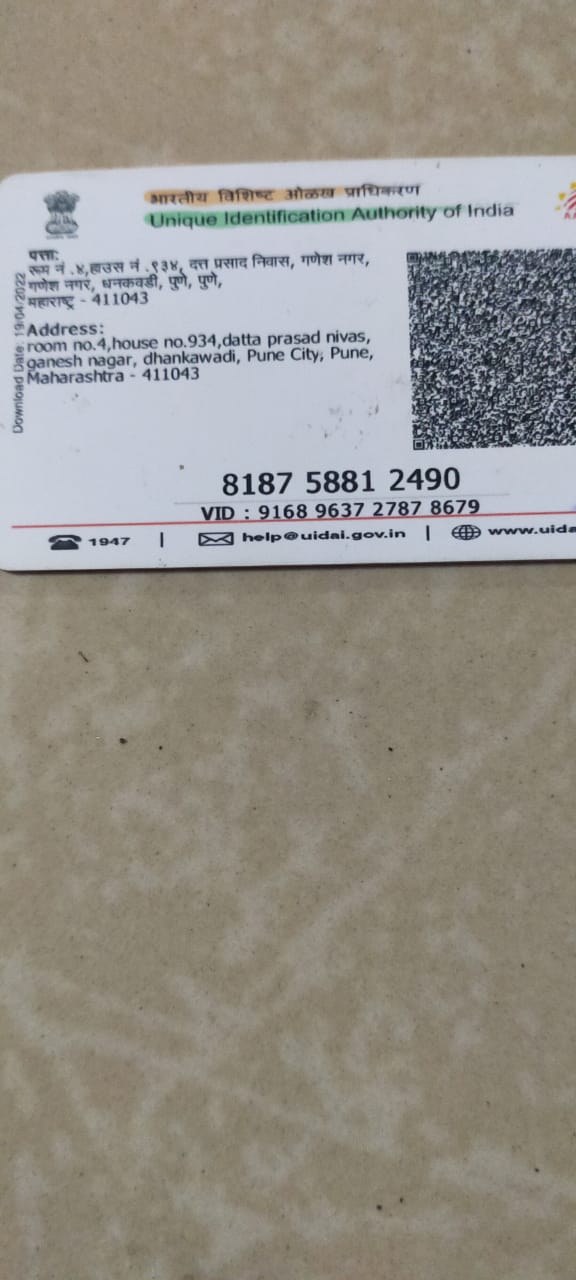 भारतीय विशिष्ट ओळख प्राधिकरण
Unique Identification Authority of India
पत्ता:
रूम नं .४,हाउस नं .९३४, दत्त प्रसाद निवास, गणेश नगर,
गणेश नगर, धनकवडी, पुणे, पुणे,
महाराष्ट्र - 411043
Address:
room no.4,house no.934,datta prasad nivas,
ganesh nagar, dhankawadi, Pune City, Pune,
Maharashtra - 411043
Download Date: 19/04/2022
8187 5881 2490
VID : 9168 9637 2787 8679
1947 | help@uidai.gov.in | www.uida